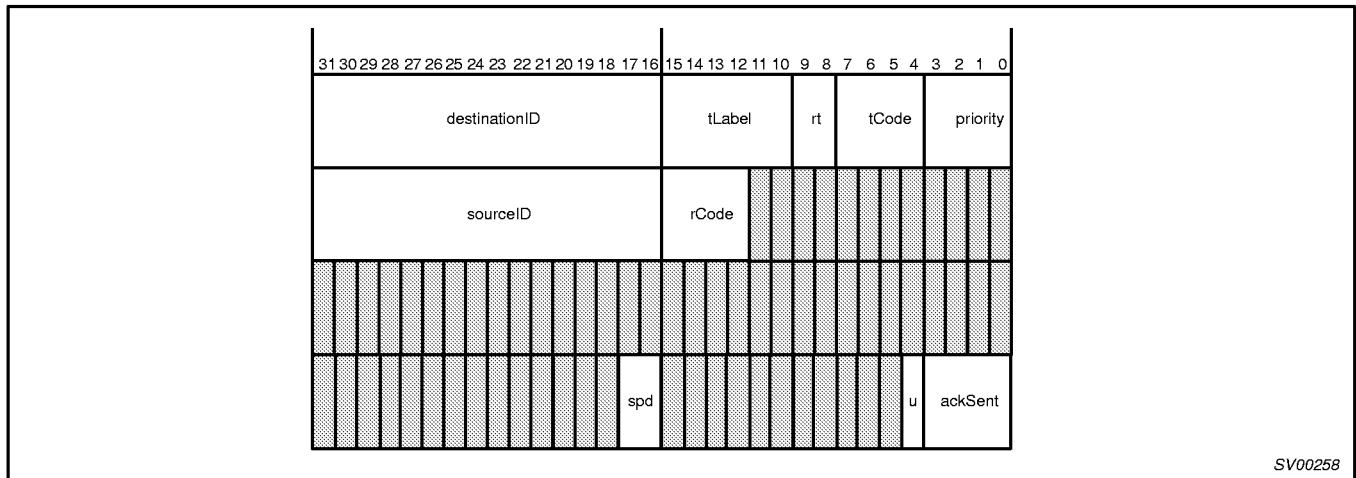 31 30 29 28 27 26 25 24 23 22 21 20 19 18 17 16 15 14 13 12 11 10 9 8 7 6 5 4 3 2 1 0
destinationID tLabel rt tCode priority
sourceID rCode
spd u ackSent
SV00258